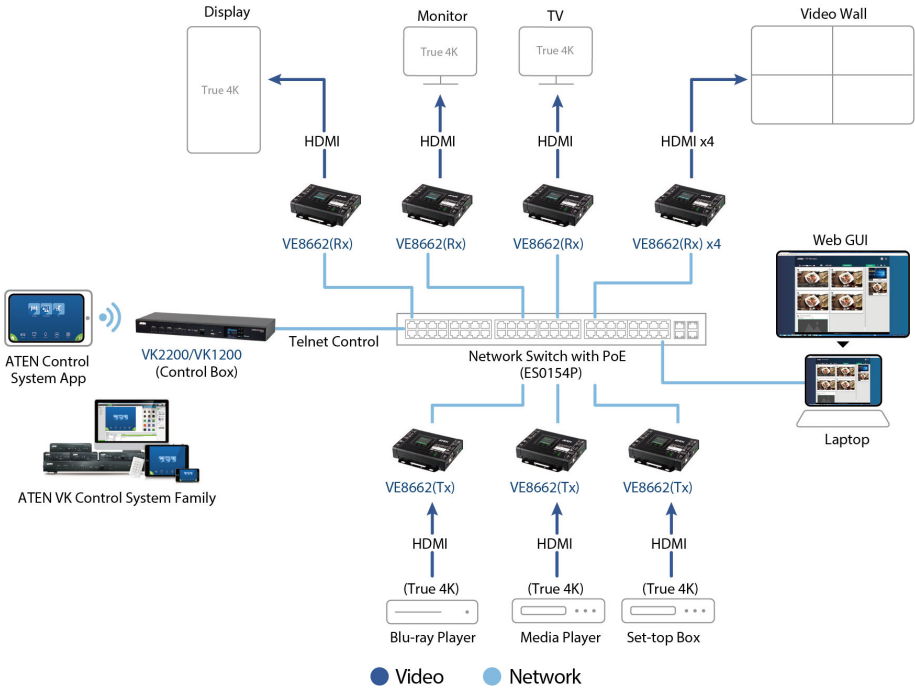 Display
Monitor
TV
Video Wall
True 4K
True 4K
True 4K
HDMI
HDMI
HDMI
HDMI x4
VE8662(Rx)
VE8662(Rx)
VE8662(Rx)
VE8662(Rx) x4
Web GUI
ATEN Control
System App
VK2200/VK1200
(Control Box)
Telnet Control
Network Switch with PoE
(ES0154P)
Laptop
ATEN VK Control System Family
VE8662(Tx)
VE8662(Tx)
VE8662(Tx)
HDMI
HDMI
HDMI
(True 4K)
(True 4K)
(True 4K)
Blu-ray Player
Media Player
Set-top Box
Video
Network